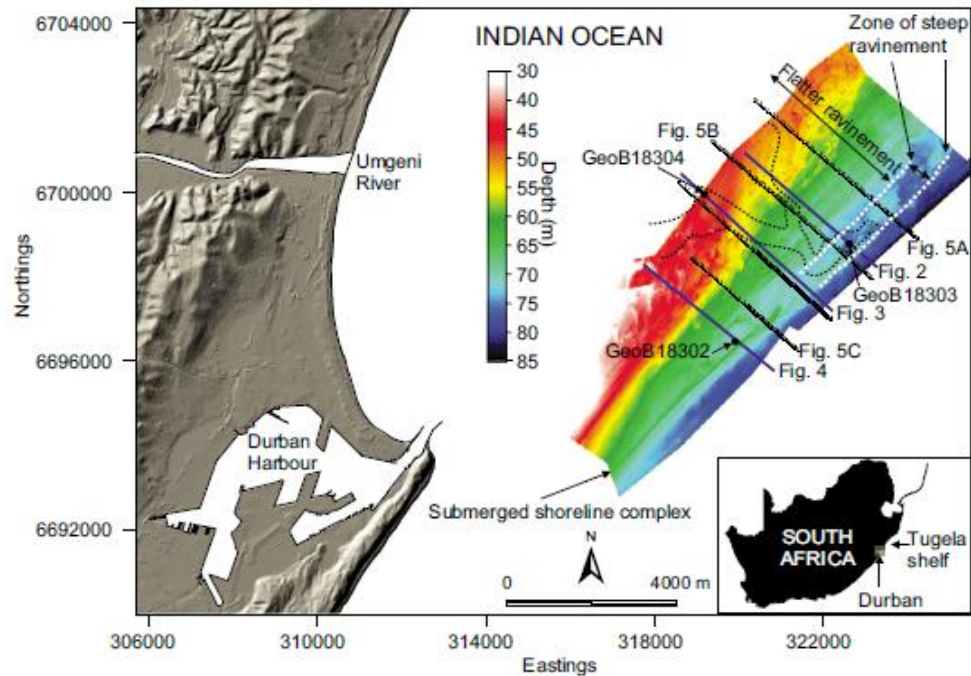 6704000
6700000
6696000
6692000
Northings
306000
310000
314000
318000
322000
Eastings
INDIAN OCEAN
30
35
40
45
50
55
60
65
70
75
80
85
Depth (m)
Umgeni
River
Durban
Harbour
Zone of steep
ravinement
Flatter ravinement
Fig. 5B
GeoB18304
Fig. 5A
Fig. 2
GeoB18303
Fig. 3
GeoB18302
Fig. 5C
Fig. 4
Submerged shoreline complex
N
0
4000 m
SOUTH
AFRICA
Tugela
shelf
Durban